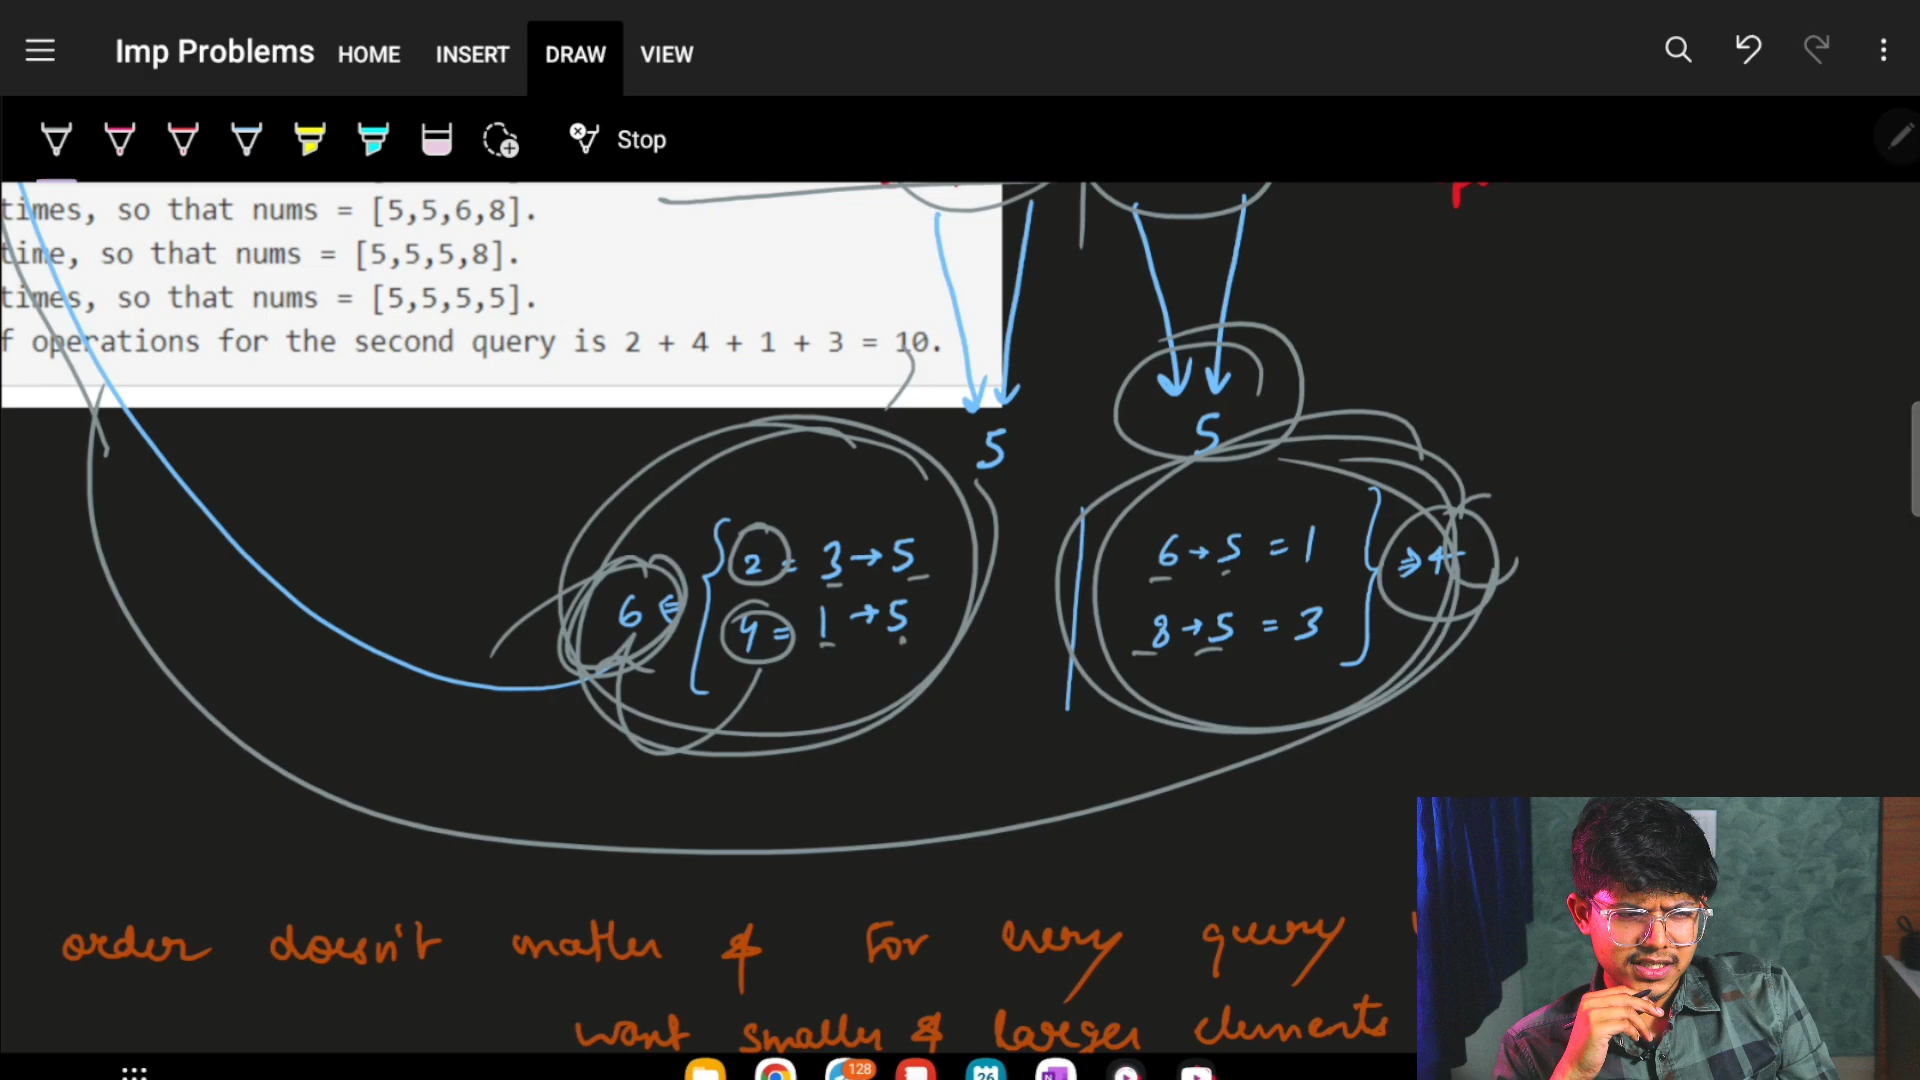 Imp Problems HOME INSERT DRAW VIEW
Stop
times, so that nums = [5,5,6,8].
time, so that nums = [5,5,5,8].
times, so that nums = [5,5,5,5].
f operations for the second query is 2 + 4 + 1 + 3 = 10.
5
5
2 = 3 → 5
6 ⇐
4 = 1 → 5
6 → 5 = 1
⇒ 4
8 → 5 = 3
order doesn't matter & For every query
want smaller & larger elements
128
26
N